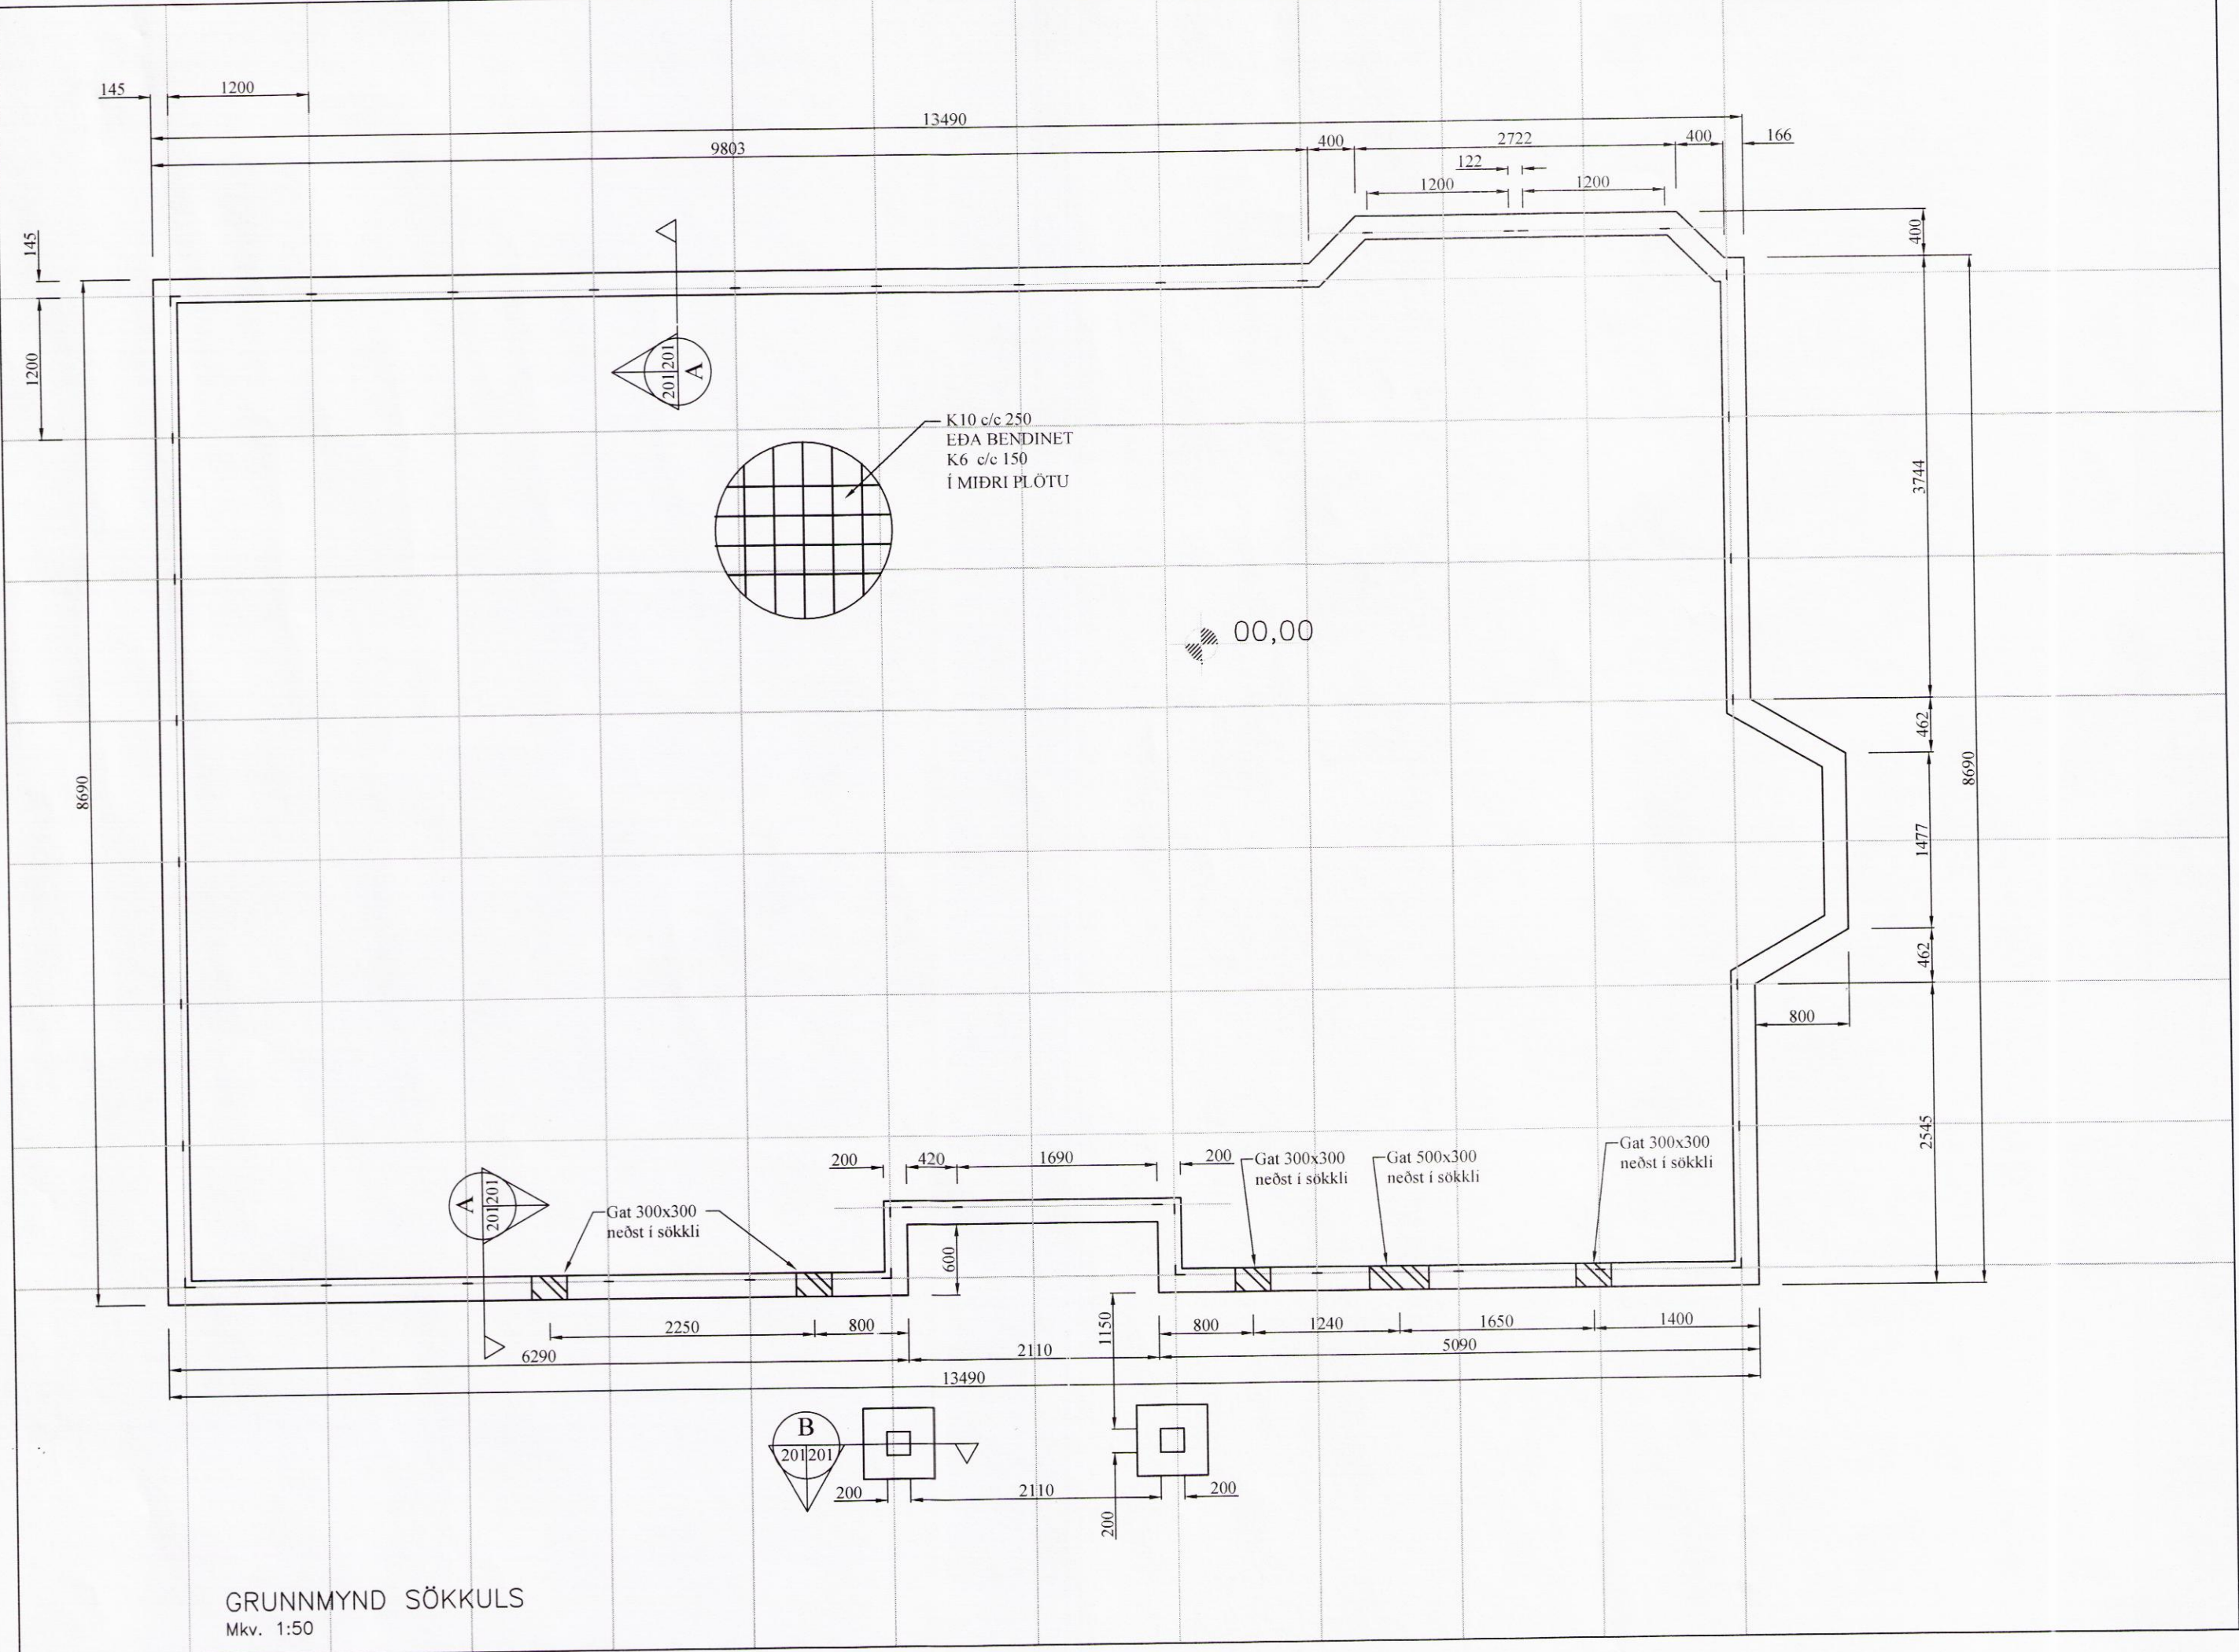 145
1200
13490
9803
400
2722
400
166
122
1200
1200
145
400
1200
201 201
A
K10 c/c 250
EÐA BENDINET
K6 c/c 150
Í MIÐRI PLÖTU
3744
00,00
462
8690
8690
1477
462
800
2545
200
420
1690
200
Gat 300x300
neðst í sökkli
Gat 500x300
neðst í sökkli
Gat 300x300
neðst í sökkli
A
201 201
Gat 300x300
neðst í sökkli
600
2250
800
1150
800
1240
1650
1400
6290
2110
5090
13490
B
201 201
200
2110
200
200
GRUNNMYND SÖKKULS
Mkv. 1:50